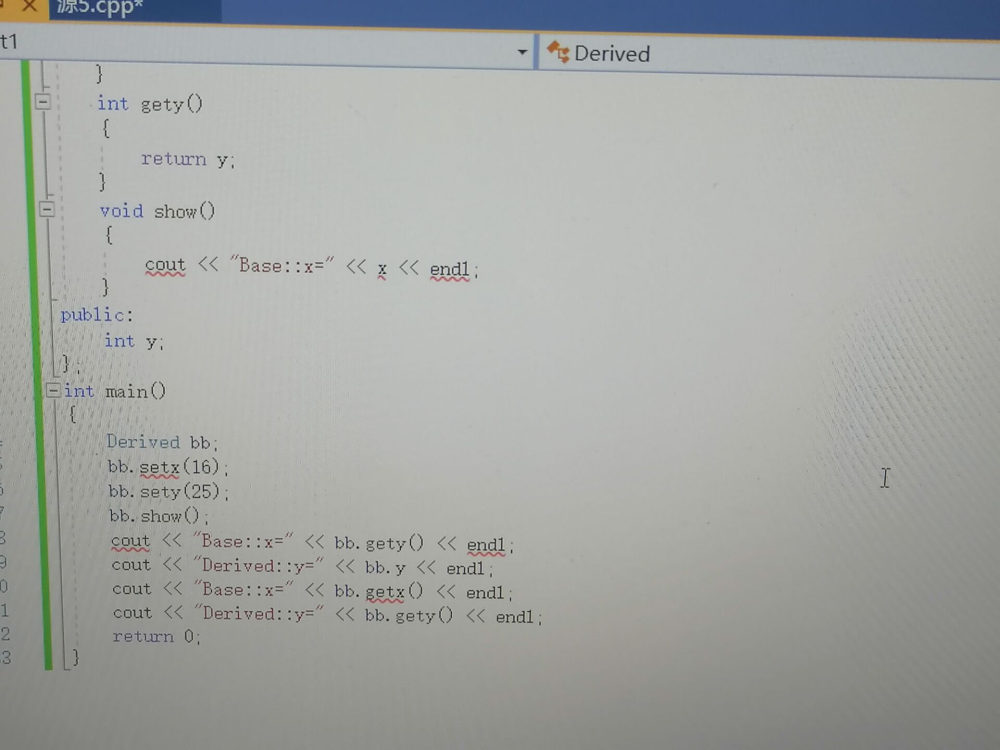 源5.cpp*
t1
Derived
}
int gety()
{
return y;
}
void show()
{
cout << "Base::x=" << x << endl;
}
public:
int y;
};
int main()
{
Derived bb;
bb.setx(16);
bb.sety(25);
bb.show();
cout << "Base::x=" << bb.gety() << endl;
cout << "Derived::y=" << bb.y << endl;
cout << "Base::x=" << bb.getx() << endl;
cout << "Derived::y=" << bb.gety() << endl;
return 0;
}